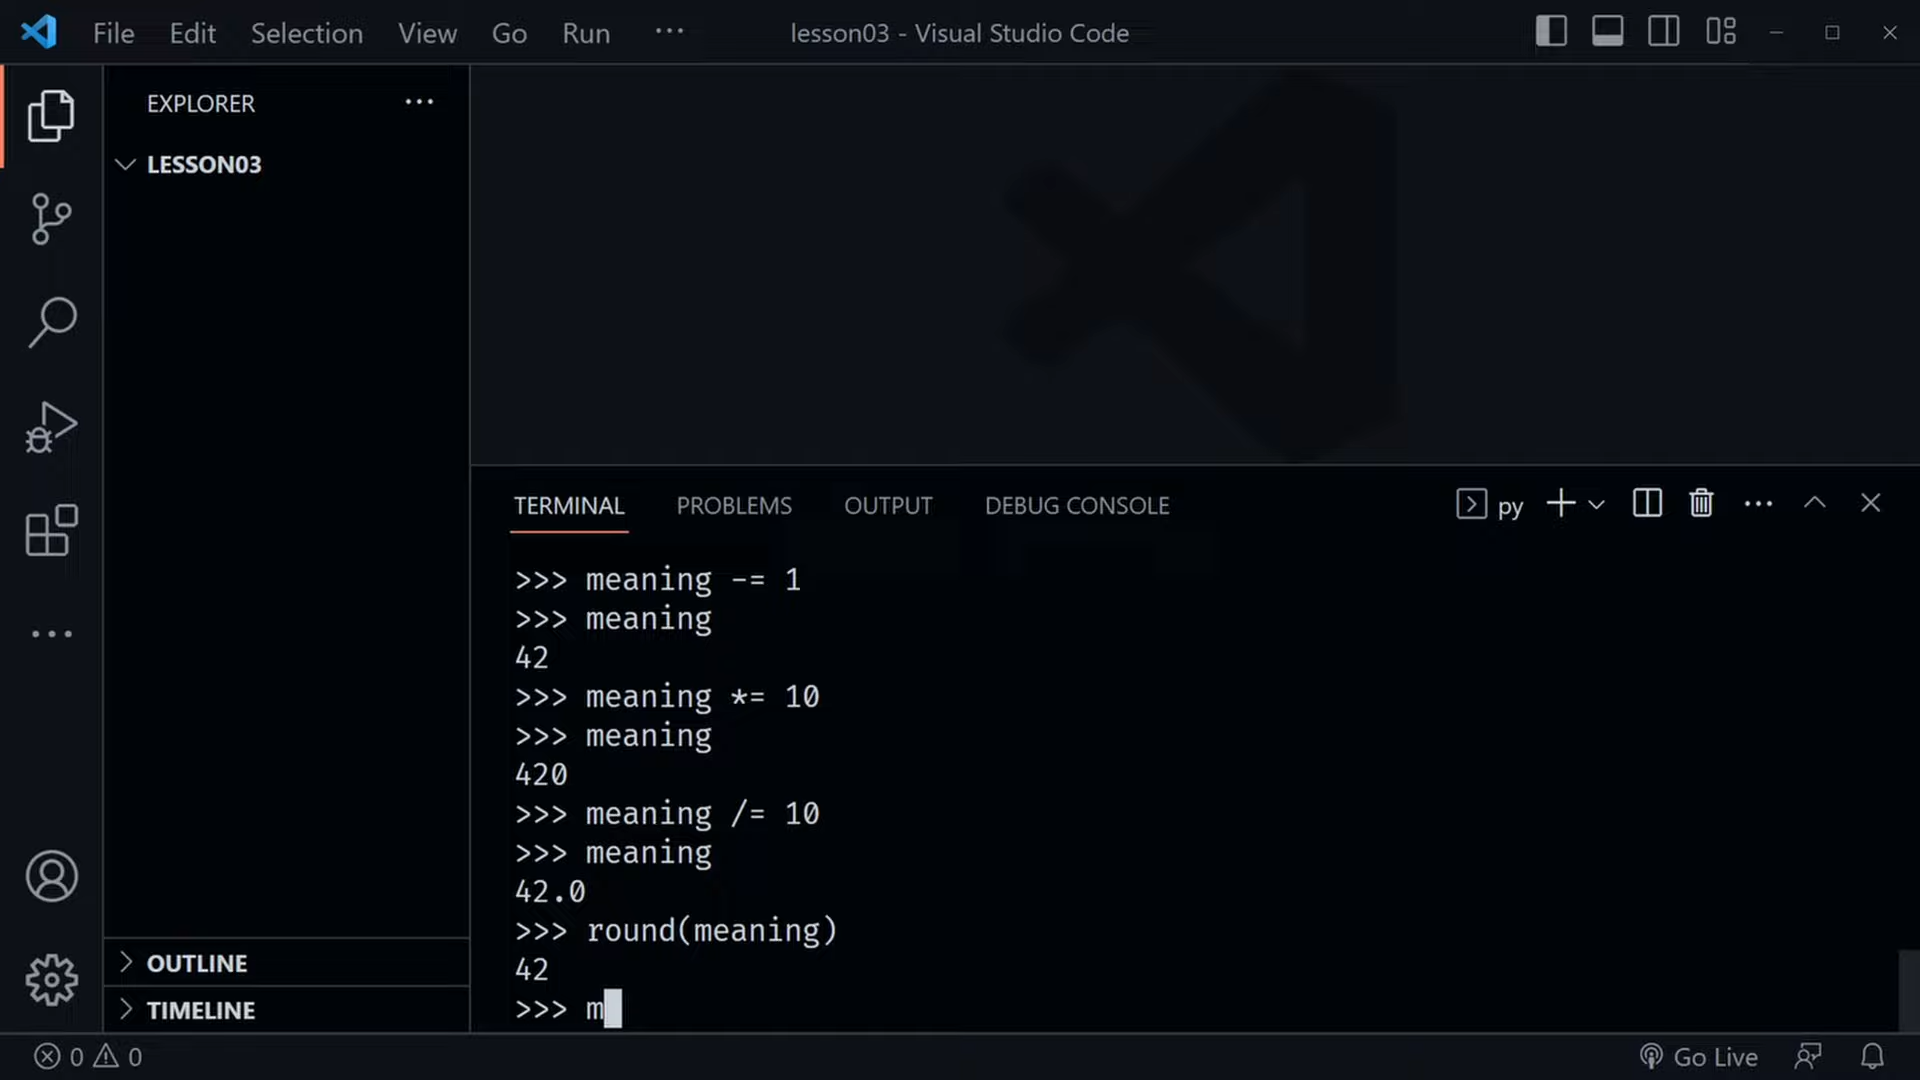 File Edit Selection View Go Run ··· lesson03 - Visual Studio Code
EXPLORER ···
LESSON03
OUTLINE
TIMELINE
TERMINAL PROBLEMS OUTPUT DEBUG CONSOLE py
>>> meaning -= 1
>>> meaning
42
>>> meaning *= 10
>>> meaning
420
>>> meaning /= 10
>>> meaning
42.0
>>> round(meaning)
42
>>> m
0 0 Go Live